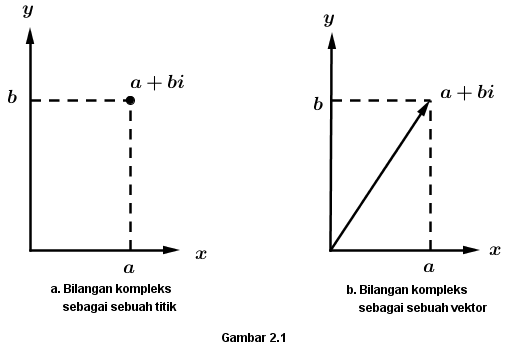 y
a + bi
b
x
a
a. Bilangan kompleks
sebagai sebuah titik
y
a + bi
b
x
a
b. Bilangan kompleks
sebagai sebuah vektor
Gambar 2.1